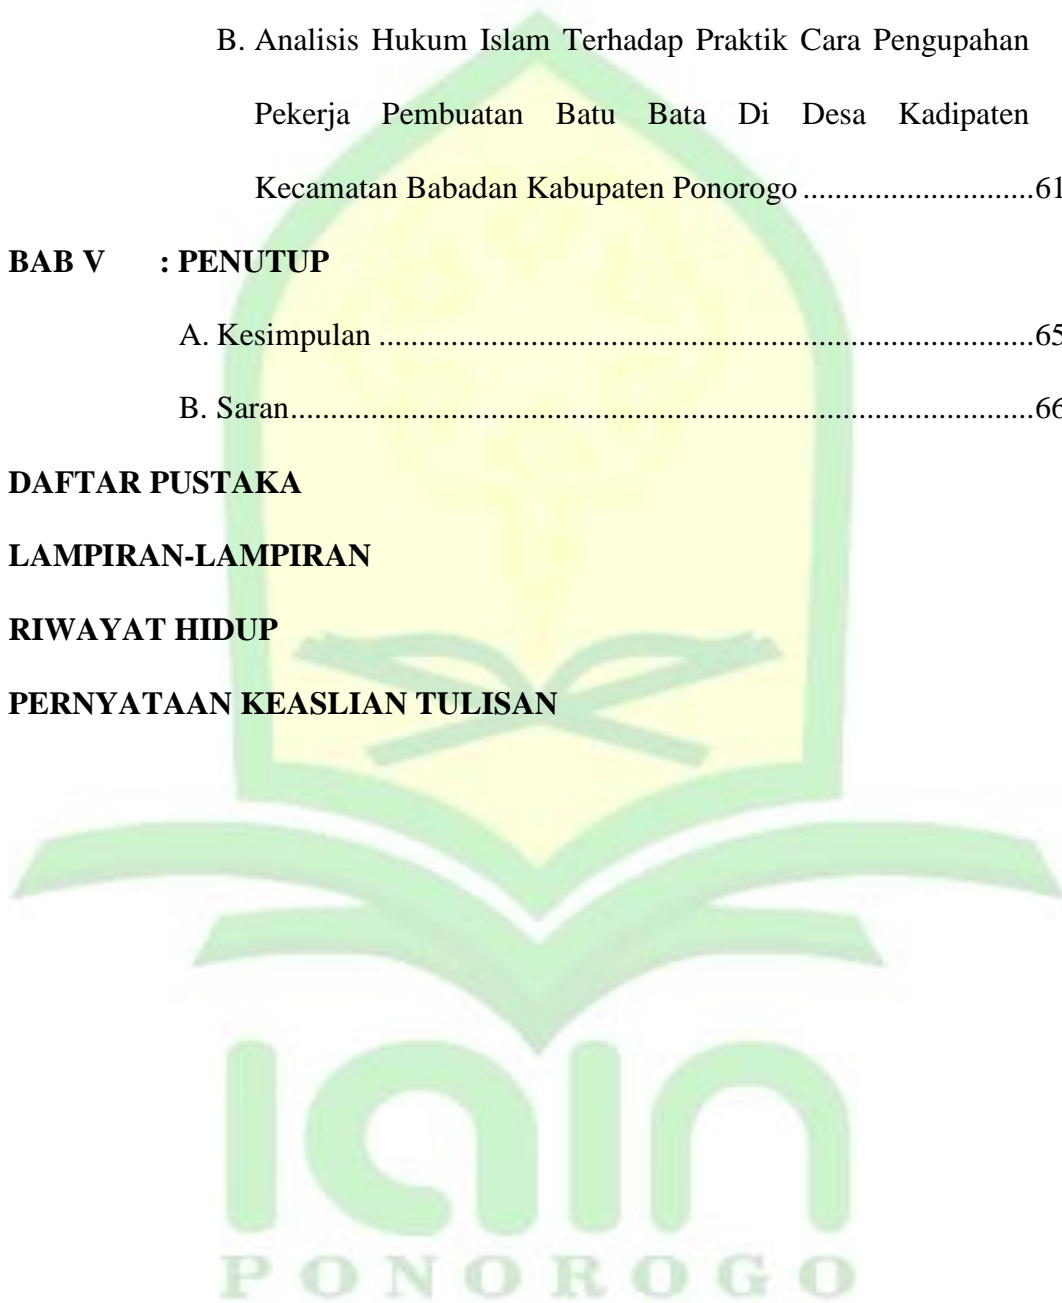 B. Analisis Hukum Islam Terhadap Praktik Cara Pengupahan
Pekerja Pembuatan Batu Bata Di Desa Kadipaten
Kecamatan Babadan Kabupaten Ponorogo .............................61
BAB V : PENUTUP
A. Kesimpulan ..................................................................................65
B. Saran.............................................................................................66
DAFTAR PUSTAKA
LAMPIRAN-LAMPIRAN
RIWAYAT HIDUP
PERNYATAAN KEASLIAN TULISAN
iain
PONOROGO